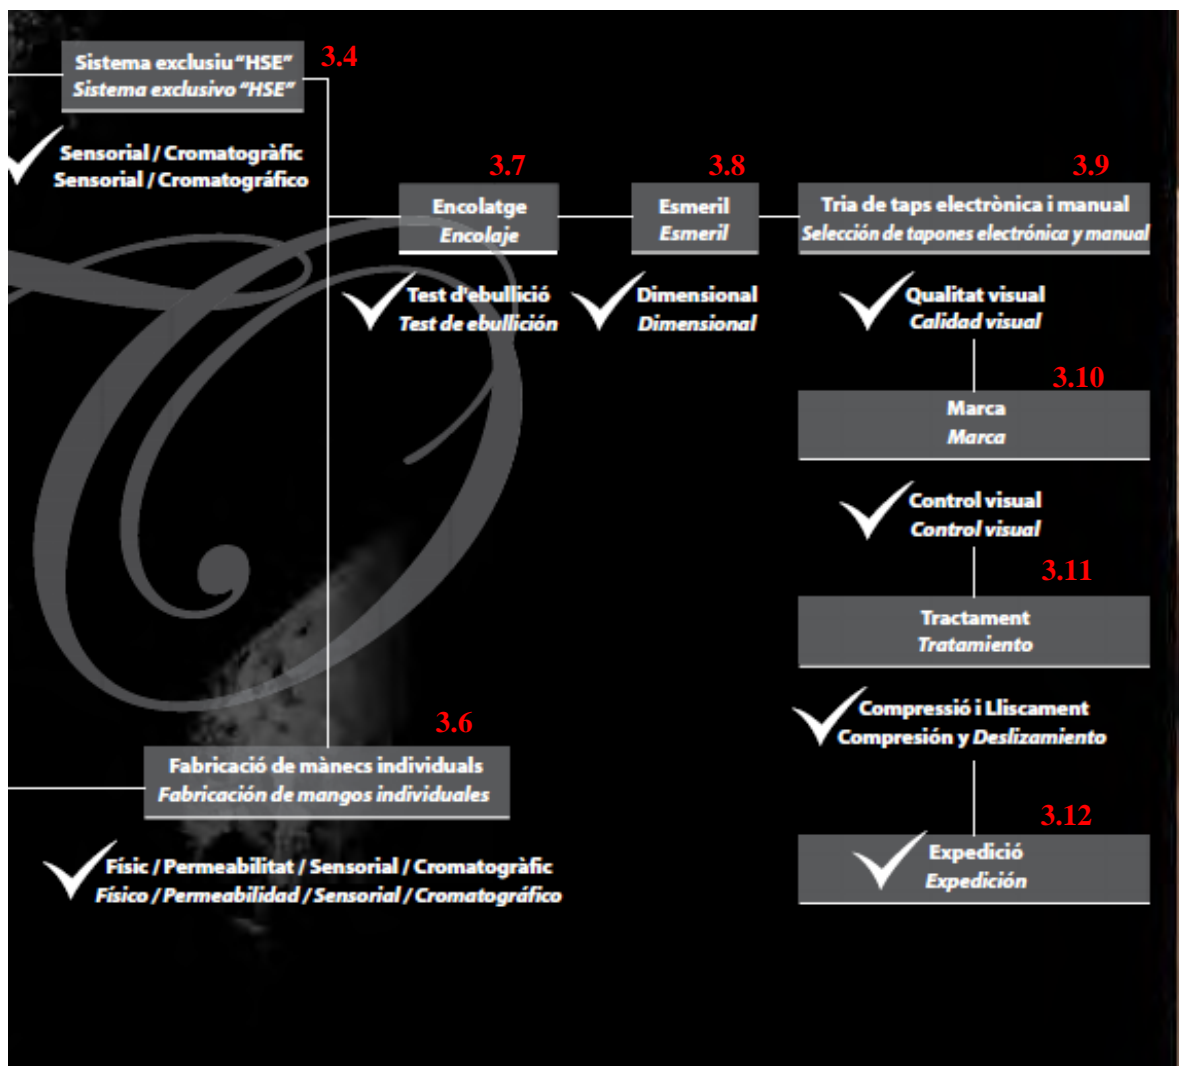 Sistema exclusiu “HSE”
Sistema exclusivo “HSE”
3.4
Sensorial / Cromatogràfic
Sensorial / Cromatográfico
3.7
Encolatge
Encolaje
Test d'ebullició
Test de ebullición
3.8
Esmeril
Esmeril
Dimensional
Dimensional
3.9
Tria de taps electrònica i manual
Selección de tapones electrónica y manual
Qualitat visual
Calidad visual
3.10
Marca
Marca
Control visual
Control visual
3.11
Tractament
Tratamiento
Compressió i Lliscament
Compresión y Deslizamiento
3.6
Fabricació de mànecs individuals
Fabricación de mangos individuales
Físic / Permeabilitat / Sensorial / Cromatogràfic
Físico / Permeabilidad / Sensorial / Cromatográfico
3.12
Expedició
Expedición